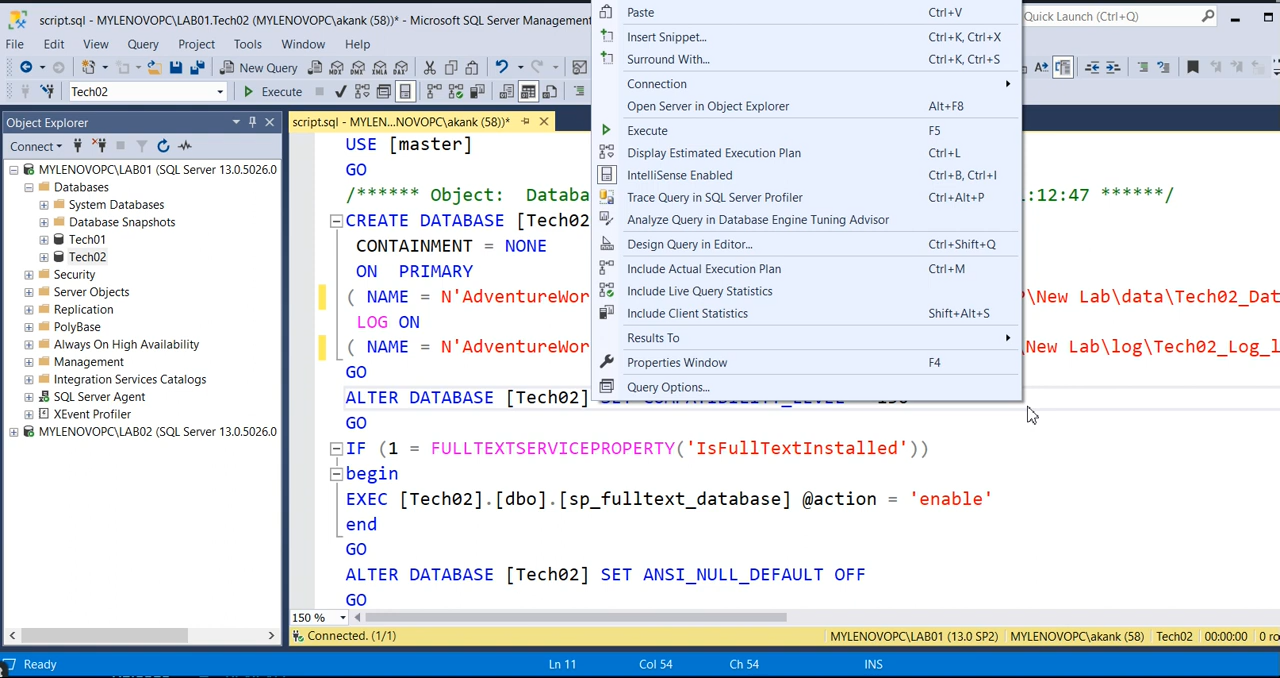 script.sql - MYLENOVOPC\LAB01.Tech02 (MYLENOVOPC\akank (58))* - Microsoft SQL Server Management
Quick Launch (Ctrl+Q)
File Edit View Query Project Tools Window Help
New Query
MDX DMX XMLA DAX
Tech02
Execute
Object Explorer
Connect
MYLENOVOPC\LAB01 (SQL Server 13.0.5026.0
Databases
System Databases
Database Snapshots
Tech01
Tech02
Security
Server Objects
Replication
PolyBase
Always On High Availability
Management
Integration Services Catalogs
SQL Server Agent
XEvent Profiler
MYLENOVOPC\LAB02 (SQL Server 13.0.5026.0
script.sql - MYLEN...NOVOPC\akank (58))*
USE [master]
GO
/****** Object: Databa
1:12:47 ******/
CREATE DATABASE [Tech02
CONTAINMENT = NONE
ON PRIMARY
( NAME = N'AdventureWor
\New Lab\data\Tech02_Dat
LOG ON
( NAME = N'AdventureWor
New Lab\log\Tech02_Log_l
GO
ALTER DATABASE [Tech02]
GO
IF (1 = FULLTEXTSERVICEPROPERTY('IsFullTextInstalled'))
begin
EXEC [Tech02].[dbo].[sp_fulltext_database] @action = 'enable'
end
GO
ALTER DATABASE [Tech02] SET ANSI_NULL_DEFAULT OFF
GO
Paste Ctrl+V
Insert Snippet... Ctrl+K, Ctrl+X
Surround With... Ctrl+K, Ctrl+S
Connection
Open Server in Object Explorer Alt+F8
Execute F5
Display Estimated Execution Plan Ctrl+L
IntelliSense Enabled Ctrl+B, Ctrl+I
Trace Query in SQL Server Profiler Ctrl+Alt+P
Analyze Query in Database Engine Tuning Advisor
Design Query in Editor... Ctrl+Shift+Q
Include Actual Execution Plan Ctrl+M
Include Live Query Statistics
Include Client Statistics Shift+Alt+S
Results To
Properties Window F4
Query Options...
150 %
Connected. (1/1)
MYLENOVOPC\LAB01 (13.0 SP2) MYLENOVOPC\akank (58) Tech02 00:00:00 0 ro
Ready
Ln 11 Col 54 Ch 54 INS